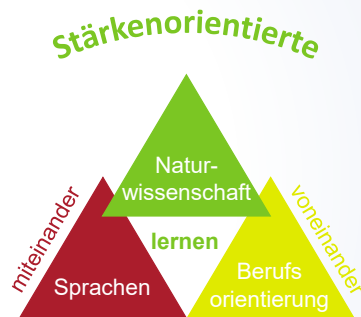 Stärkenorientierte
Natur-
wissenschaft
miteinander
voneinander
lernen
Sprachen
Berufs
orientierung